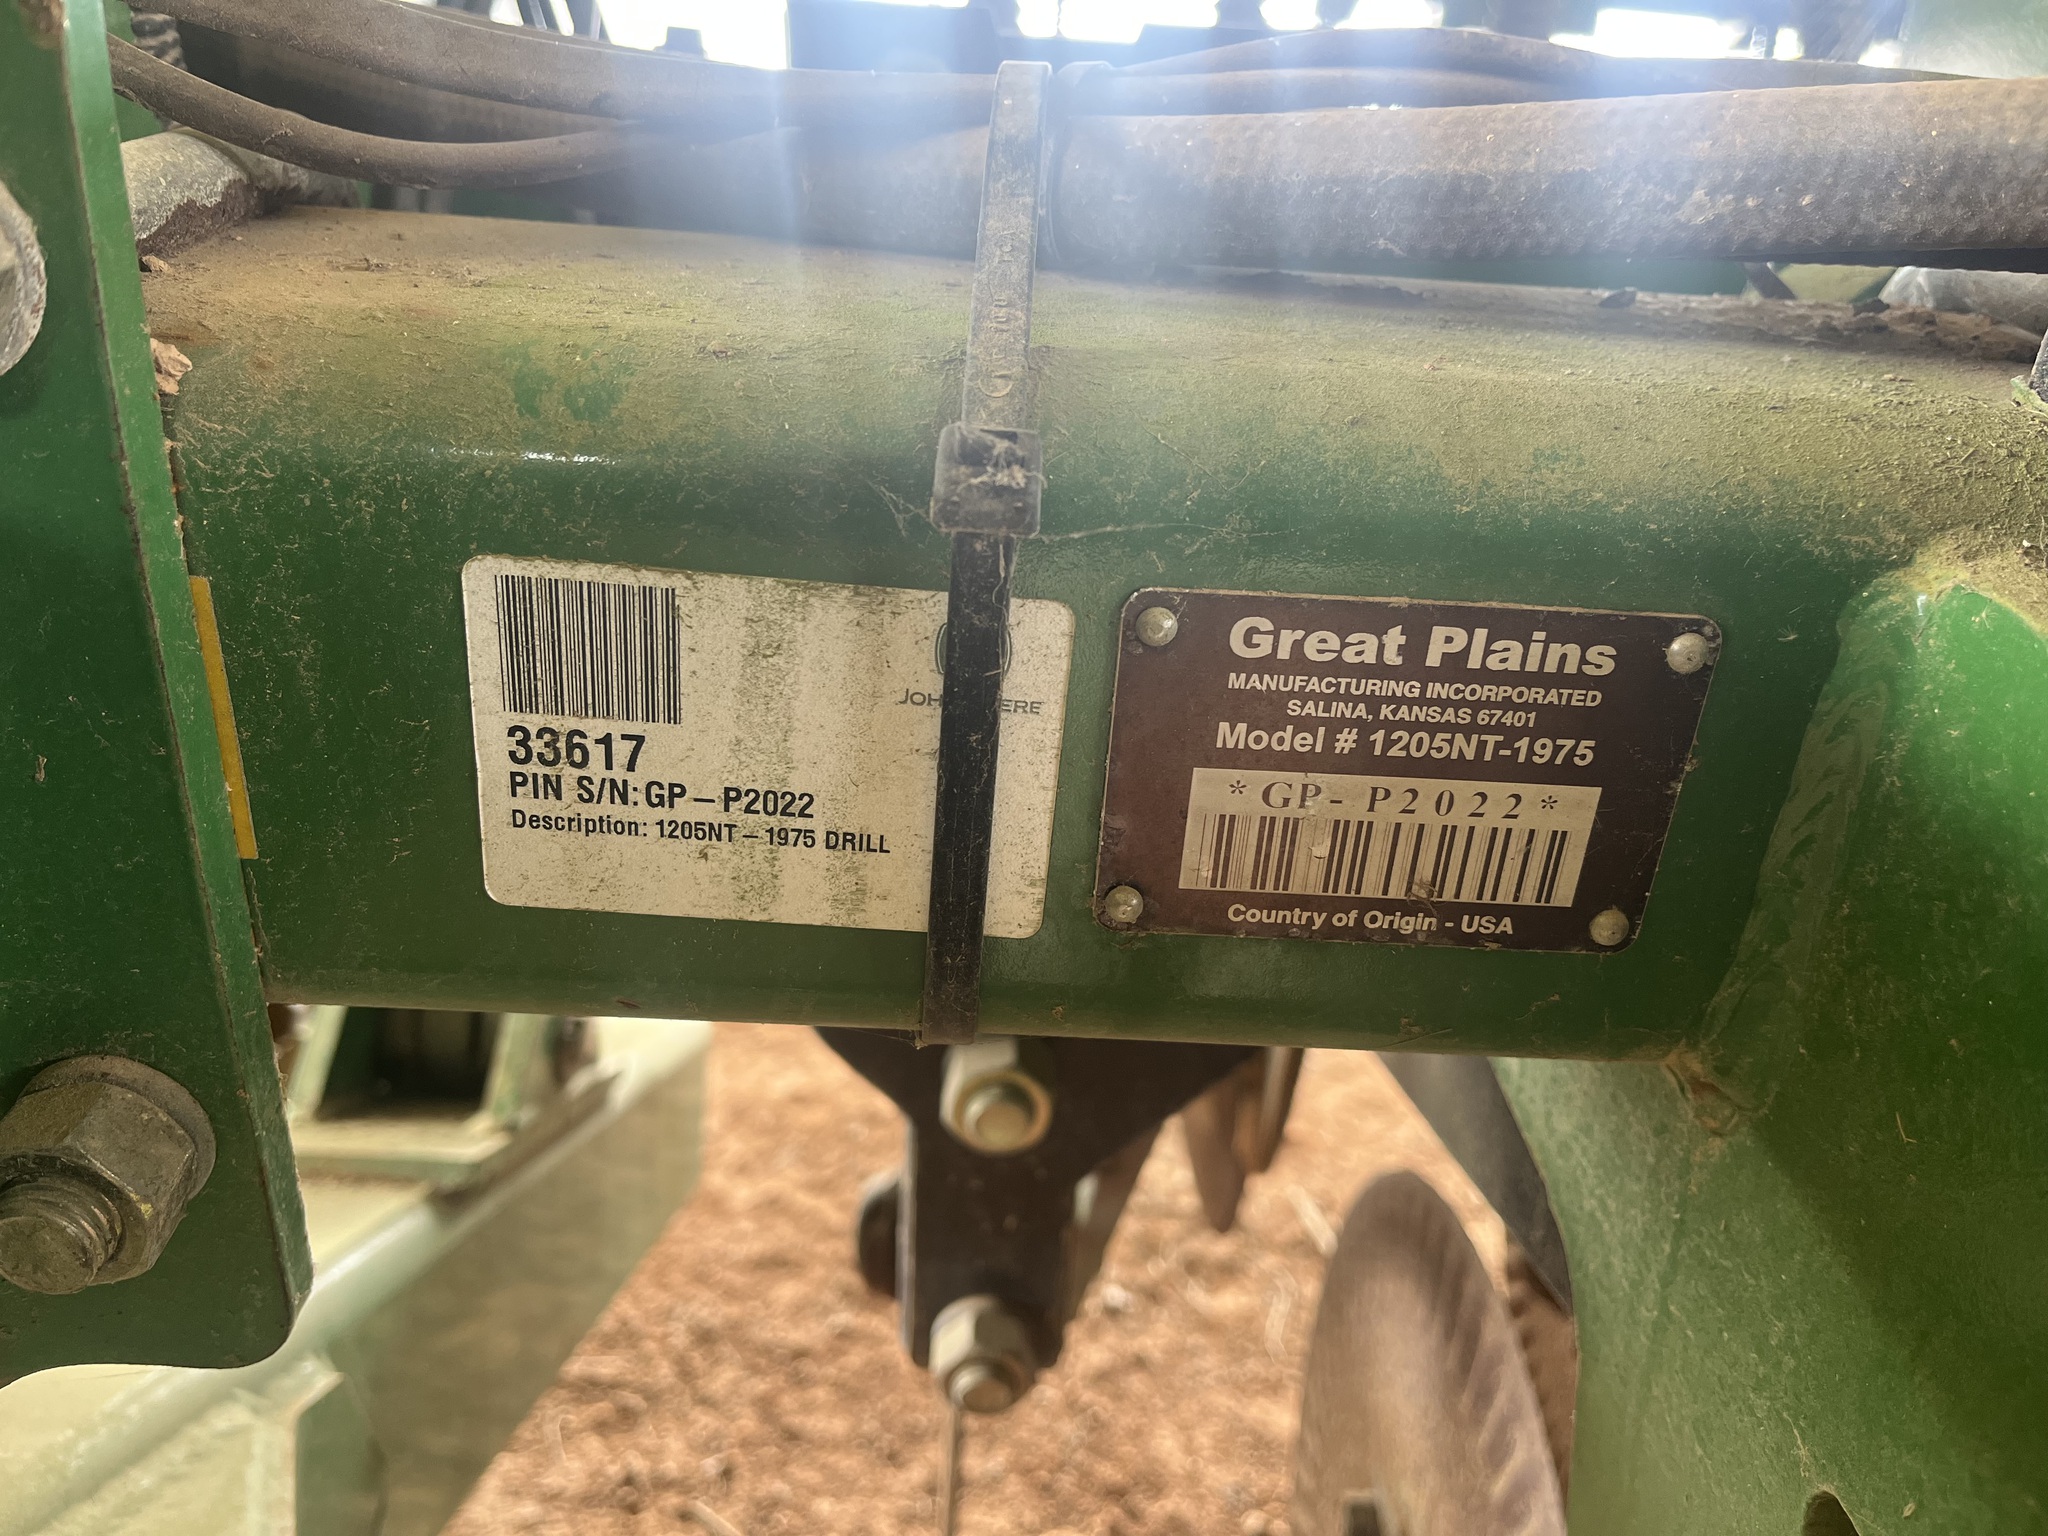 33617
PIN S/N: GP-P2022
Description: 1205NT-1975 DRILL
Great Plains
MANUFACTURING INCORPORATED
SALINA, KANSAS 67401
Model # 1205NT-1975
*GP-P2022*
Country of Origin - USA